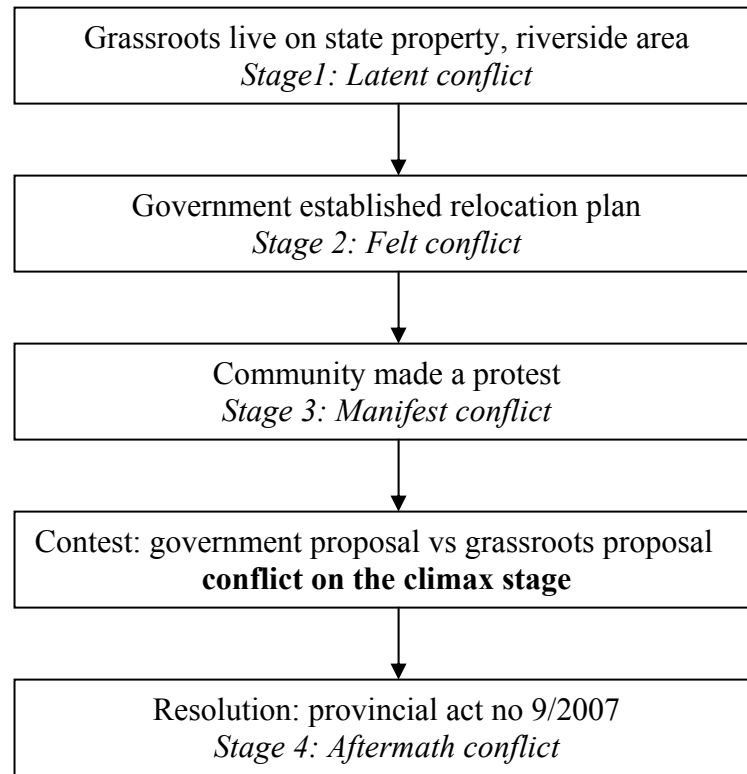 Grassroots live on state property, riverside area
Stage1: Latent conflict
Government established relocation plan
Stage 2: Felt conflict
Community made a protest
Stage 3: Manifest conflict
Contest: government proposal vs grassroots proposal
conflict on the climax stage
Resolution: provincial act no 9/2007
Stage 4: Aftermath conflict